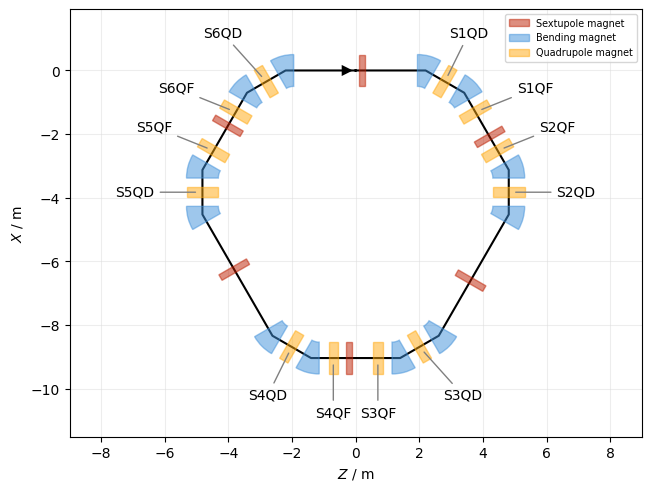 Sextupole magnet
Bending magnet
Quadrupole magnet
S6QD
S1QD
S6QF
S1QF
S5QF
S2QF
S5QD
S2QD
S4QD
S3QD
S4QF
S3QF
X / m
0
−2
−4
−6
−8
−10
−8
−6
−4
−2
0
2
4
6
8
Z / m